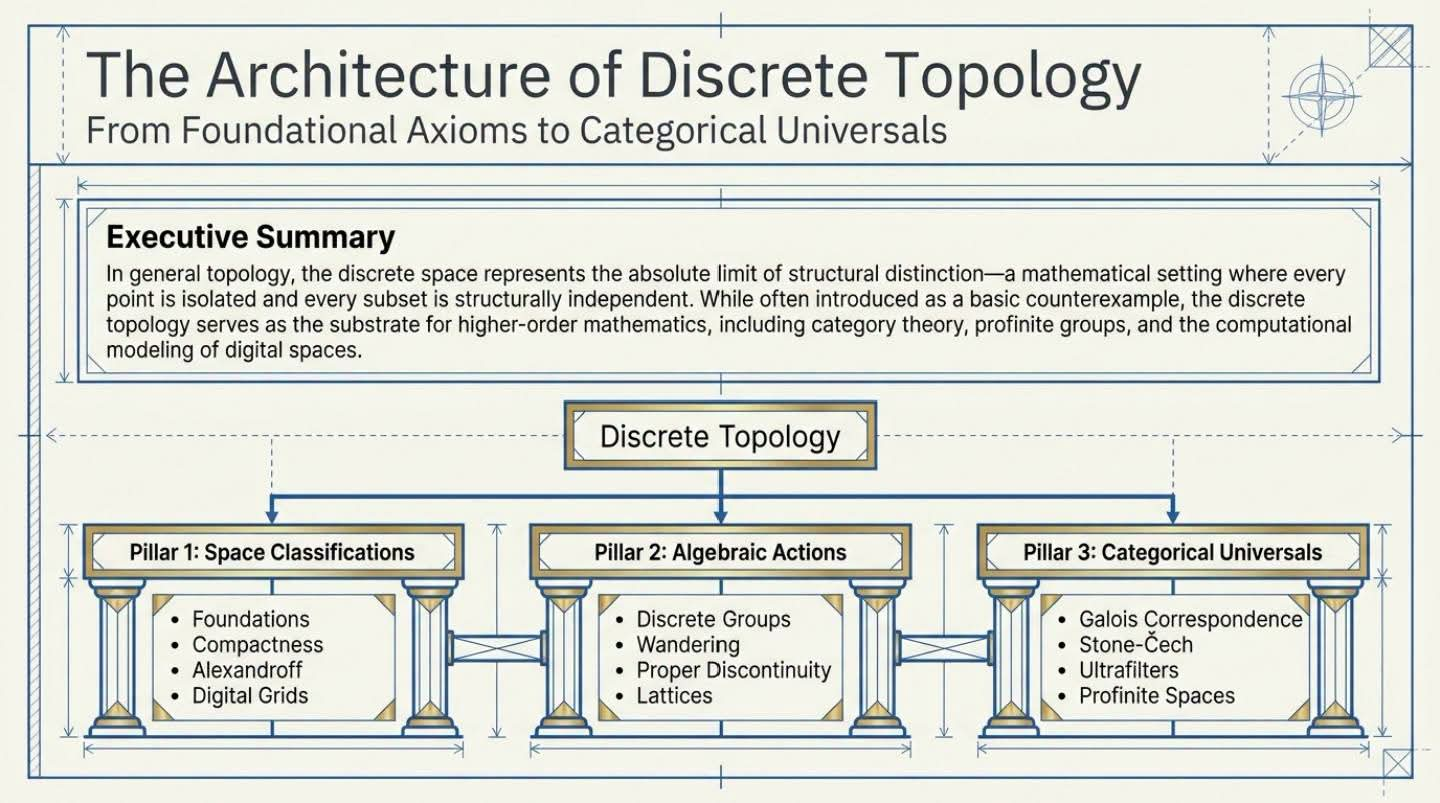 The Architecture of Discrete Topology
From Foundational Axioms to Categorical Universals
Executive Summary
In general topology, the discrete space represents the absolute limit of structural distinction—a mathematical setting where every
point is isolated and every subset is structurally independent. While often introduced as a basic counterexample, the discrete
topology serves as the substrate for higher-order mathematics, including category theory, profinite groups, and the computational
modeling of digital spaces.
Discrete Topology
Pillar 1: Space Classifications
• Foundations
• Compactness
• Alexandroff
• Digital Grids
Pillar 2: Algebraic Actions
• Discrete Groups
• Wandering
• Proper Discontinuity
• Lattices
Pillar 3: Categorical Universals
• Galois Correspondence
• Stone-Čech
• Ultrafilters
• Profinite Spaces